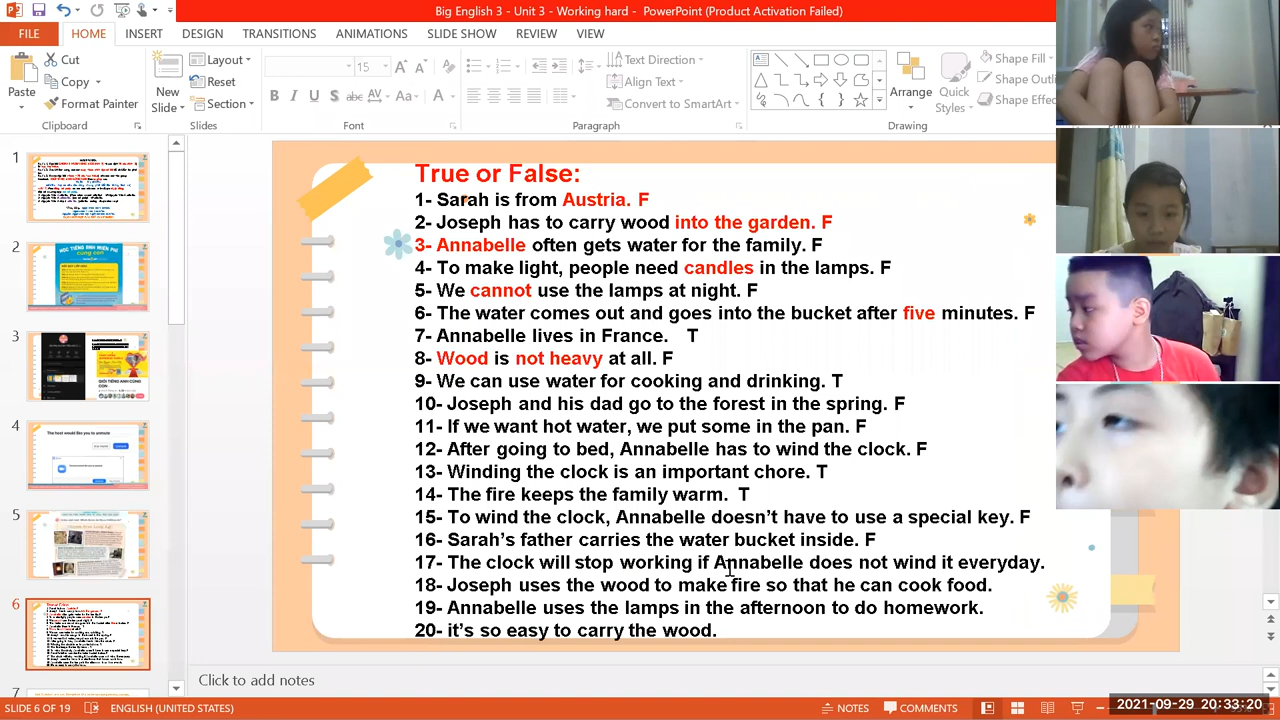 Big English 3 - Unit 3 - Working hard - PowerPoint (Product Activation Failed)
FILE HOME INSERT DESIGN TRANSITIONS ANIMATIONS SLIDE SHOW REVIEW VIEW
Paste
Cut
Copy
Format Painter
Clipboard
New Slide
Layout
Reset
Section
Slides
15
B I U S abc AV Aa A
Font
Text Direction
Align Text
Convert to SmartArt
Paragraph
Arrange
Quick Styles
Shape Fill
Shape Outli
Shape Effec
Drawing
1
2
3
4
5
6
7
True or False:
1- Sarah is from Austria. F
2- Joseph has to carry wood into the garden. F
3- Annabelle often gets water for the family. F
4- To make light, people need candles in the lamps. F
5- We cannot use the lamps at night. F
6- The water comes out and goes into the bucket after five minutes. F
7- Annabelle lives in France. T
8- Wood is not heavy at all. F
9- We can use water for cooking and drinking. T
10- Joseph and his dad go to the forest in the spring. F
11- If we want hot water, we put some in the pan. F
12- After going to bed, Annabelle has to wind the clock. F
13- Winding the clock is an important chore. T
14- The fire keeps the family warm. T
15- To wind the clock, Annabelle doesn't have to use a special key. F
16- Sarah's father carries the water bucket inside. F
17- The clock will stop working if Annabelle does not wind it everyday.
18- Joseph uses the wood to make fire so that he can cook food.
19- Annabelle uses the lamps in the afternoon to do homework.
20- it's so easy to carry the wood.
Click to add notes
SLIDE 6 OF 19 ENGLISH (UNITED STATES) NOTES COMMENTS
2021-09-29 20:33:20